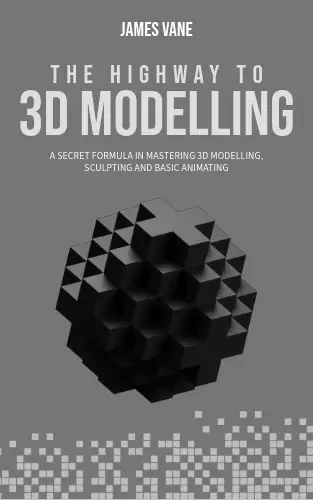 JAMES VANE
THE HIGHWAY TO
3D MODELLING
A SECRET FORMULA IN MASTERING 3D MODELLING,
SCULPTING AND BASIC ANIMATING